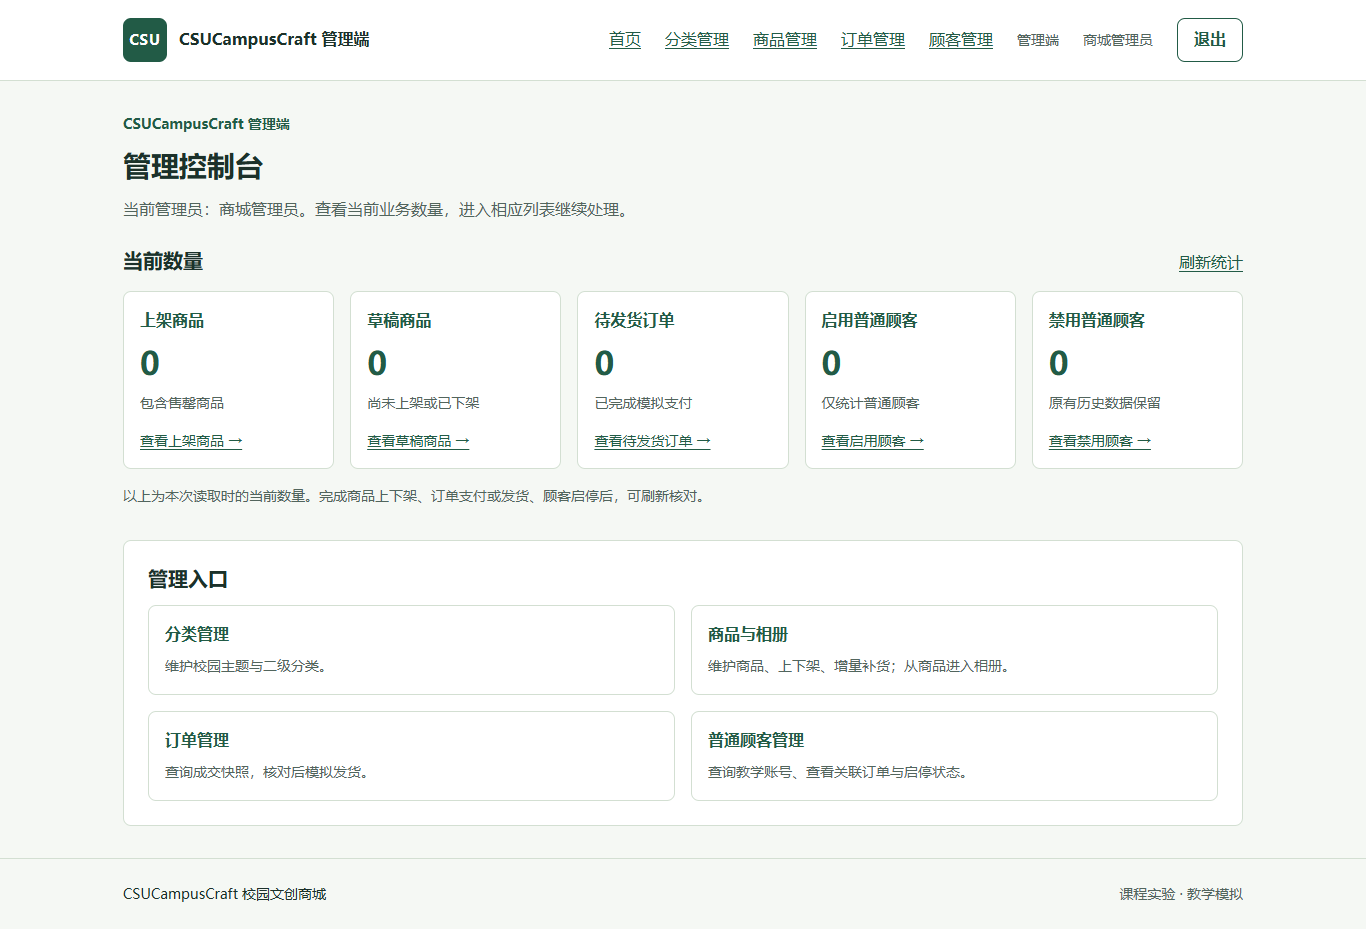 CSU CSUCampusCraft 管理端 首页 分类管理 商品管理 订单管理 顾客管理 管理端 商城管理员 退出
CSUCampusCraft 管理端
管理控制台
当前管理员：商城管理员。查看当前业务数量，进入相应列表继续处理。
当前数量 刷新统计
上架商品
0
包含售罄商品
查看上架商品 →
草稿商品
0
尚未上架或已下架
查看草稿商品 →
待发货订单
0
已完成模拟支付
查看待发货订单 →
启用普通顾客
0
仅统计普通顾客
查看启用顾客 →
禁用普通顾客
0
原有历史数据保留
查看禁用顾客 →
以上为本次读取时的当前数量。完成商品上下架、订单支付或发货、顾客启停后，可刷新核对。
管理入口
分类管理
维护校园主题与二级分类。
商品与相册
维护商品、上下架、增量补货；从商品进入相册。
订单管理
查询成交快照，核对后模拟发货。
普通顾客管理
查询教学账号、查看关联订单与启停状态。
CSUCampusCraft 校园文创商城 课程实验 · 教学模拟